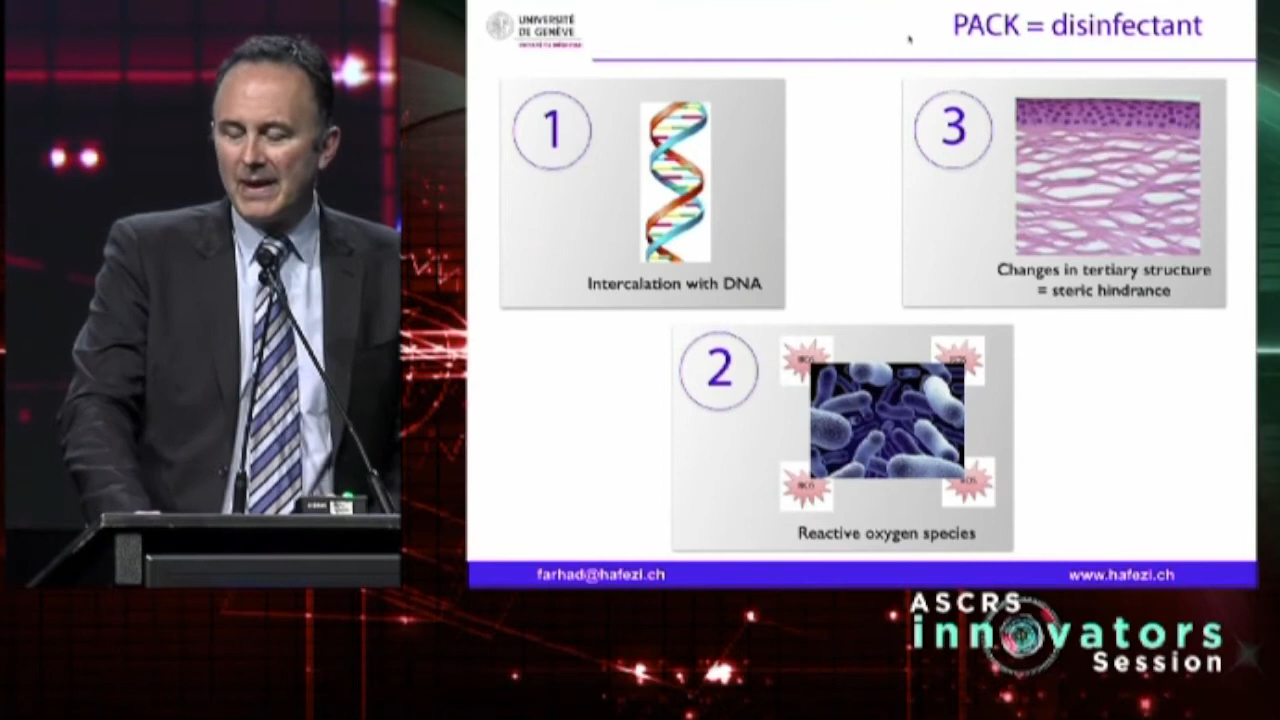 UNIVERSITÉ
DE GENÈVE
PACK = disinfectant
1
Intercalation with DNA
3
Changes in tertiary structure
= steric hindrance
2
ROS
Reactive oxygen species
farhad@hafezi.ch
www.hafezi.ch
ASCRS
innovators
Session